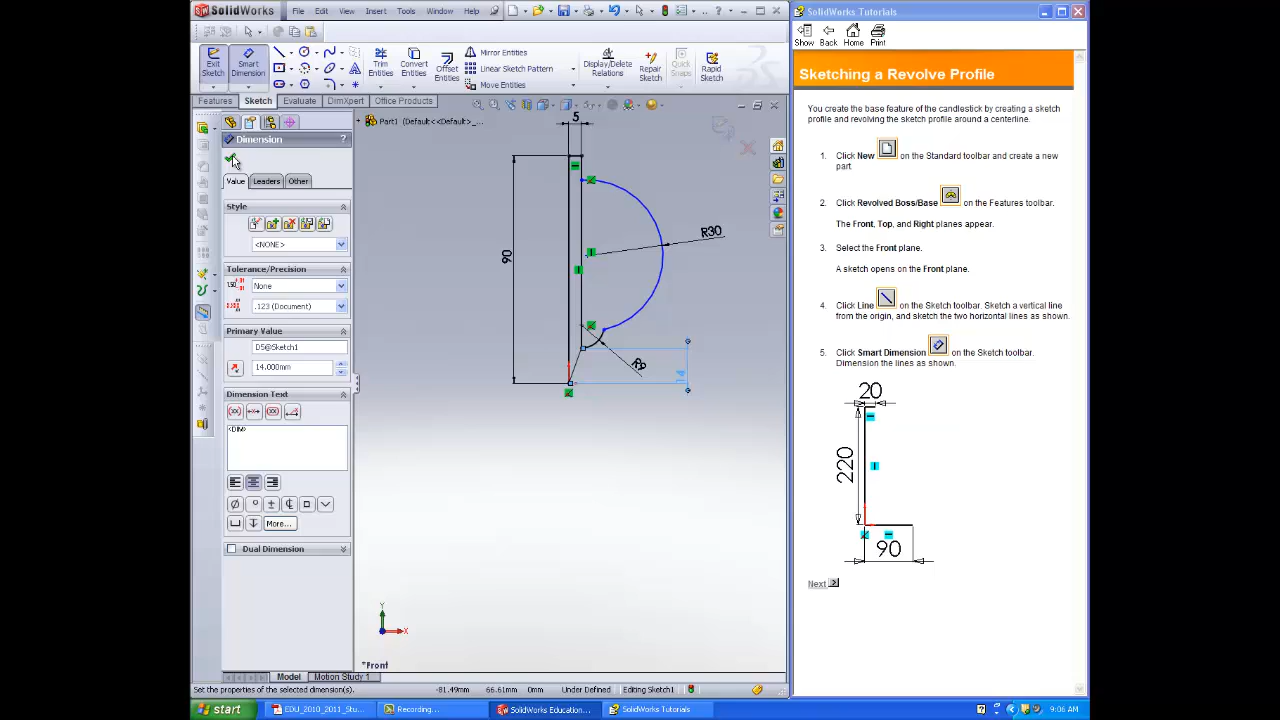 SolidWorks
File Edit View Insert Tools Window Help
Exit Sketch
Smart Dimension
Trim Entities
Convert Entities
Offset Entities
Mirror Entities
Linear Sketch Pattern
Move Entities
Display/Delete Relations
Repair Sketch
Quick Snaps
Rapid Sketch
Features Sketch Evaluate DimXpert Office Products
Part1 (Default<<Default>_...
Dimension ?
Value Leaders Other
Style
<NONE>
Tolerance/Precision
None
.123 (Document)
Primary Value
D5@Sketch1
14.000mm
Dimension Text
<DIM>
More...
Dual Dimension
5
90
R30
R9
Y
X
*Front
Model Motion Study 1
Set the properties of the selected dimension(s). -81.49mm 66.61mm 0mm Under Defined Editing Sketch1
SolidWorks Tutorials
Show Back Home Print
Sketching a Revolve Profile
You create the base feature of the candlestick by creating a sketch
profile and revolving the sketch profile around a centerline.
1. Click New on the Standard toolbar and create a new
part
2. Click Revolved Boss/Base on the Features toolbar.
The Front, Top, and Right planes appear.
3. Select the Front plane.
A sketch opens on the Front plane.
4. Click Line on the Sketch toolbar. Sketch a vertical line
from the origin, and sketch the two horizontal lines as shown.
5. Click Smart Dimension on the Sketch toolbar.
Dimension the lines as shown.
20
220
90
Next
start EDU_2010_2011_Stu... Recording... SolidWorks Education... SolidWorks Tutorials 9:06 AM